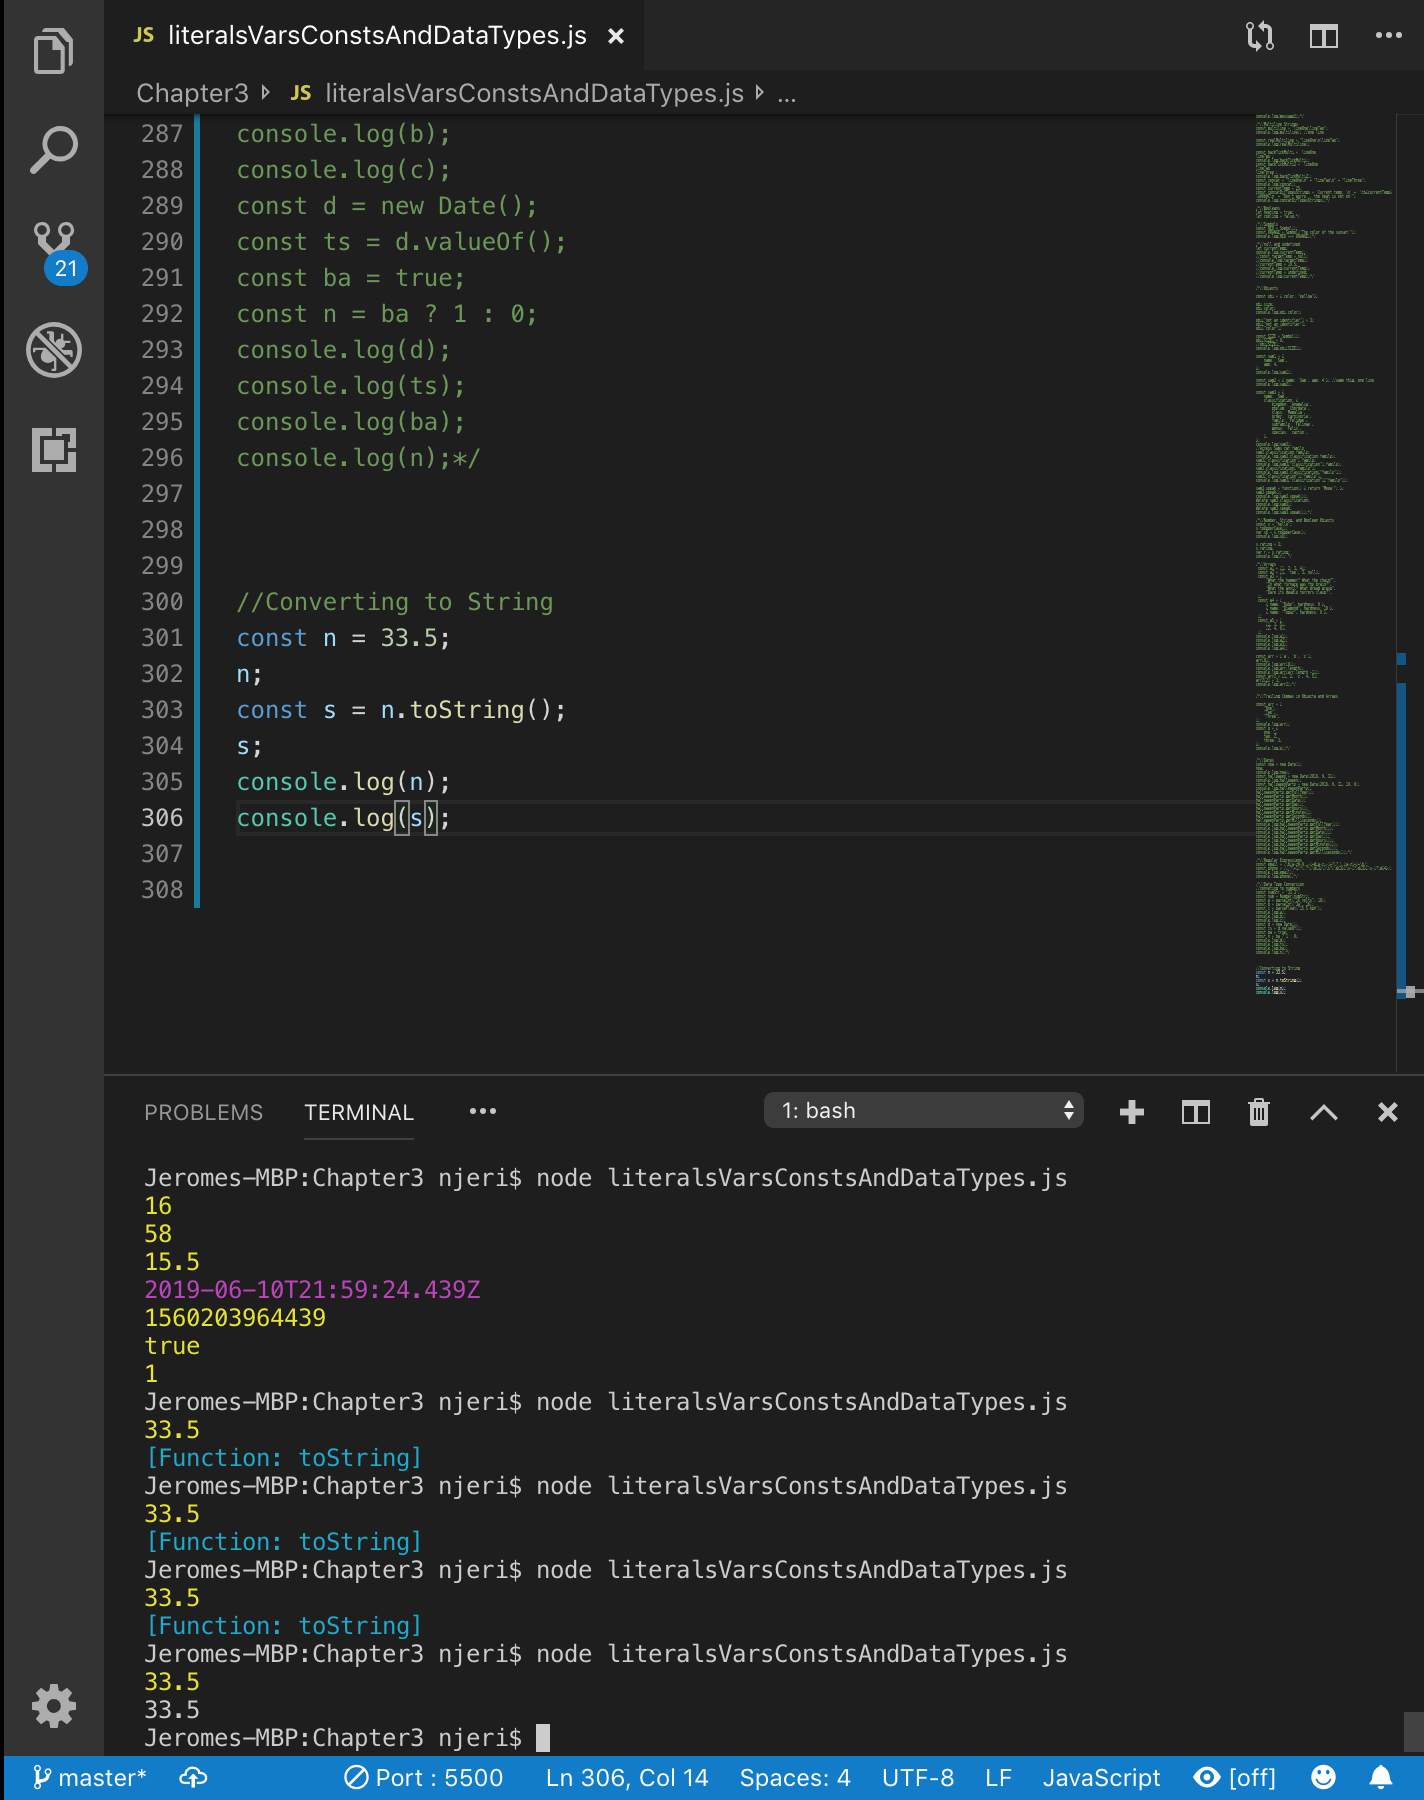 JS literalsVarsConstsAndDataTypes.js ×
Chapter3 JS literalsVarsConstsAndDataTypes.js ...
21
287 console.log(b);
288 console.log(c);
289 const d = new Date();
290 const ts = d.valueOf();
291 const ba = true;
292 const n = ba ? 1 : 0;
293 console.log(d);
294 console.log(ts);
295 console.log(ba);
296 console.log(n);*/
297
298
299
300 //Converting to String
301 const n = 33.5;
302 n;
303 const s = n.toString();
304 s;
305 console.log(n);
306 console.log(s);
307
308
PROBLEMS TERMINAL ••• 1: bash
Jeromes-MBP:Chapter3 njeri$ node literalsVarsConstsAndDataTypes.js
16
58
15.5
2019-06-10T21:59:24.439Z
1560203964439
true
1
Jeromes-MBP:Chapter3 njeri$ node literalsVarsConstsAndDataTypes.js
33.5
[Function: toString]
Jeromes-MBP:Chapter3 njeri$ node literalsVarsConstsAndDataTypes.js
33.5
[Function: toString]
Jeromes-MBP:Chapter3 njeri$ node literalsVarsConstsAndDataTypes.js
33.5
[Function: toString]
Jeromes-MBP:Chapter3 njeri$ node literalsVarsConstsAndDataTypes.js
33.5
33.5
Jeromes-MBP:Chapter3 njeri$
master* Port : 5500 Ln 306, Col 14 Spaces: 4 UTF-8 LF JavaScript [off]